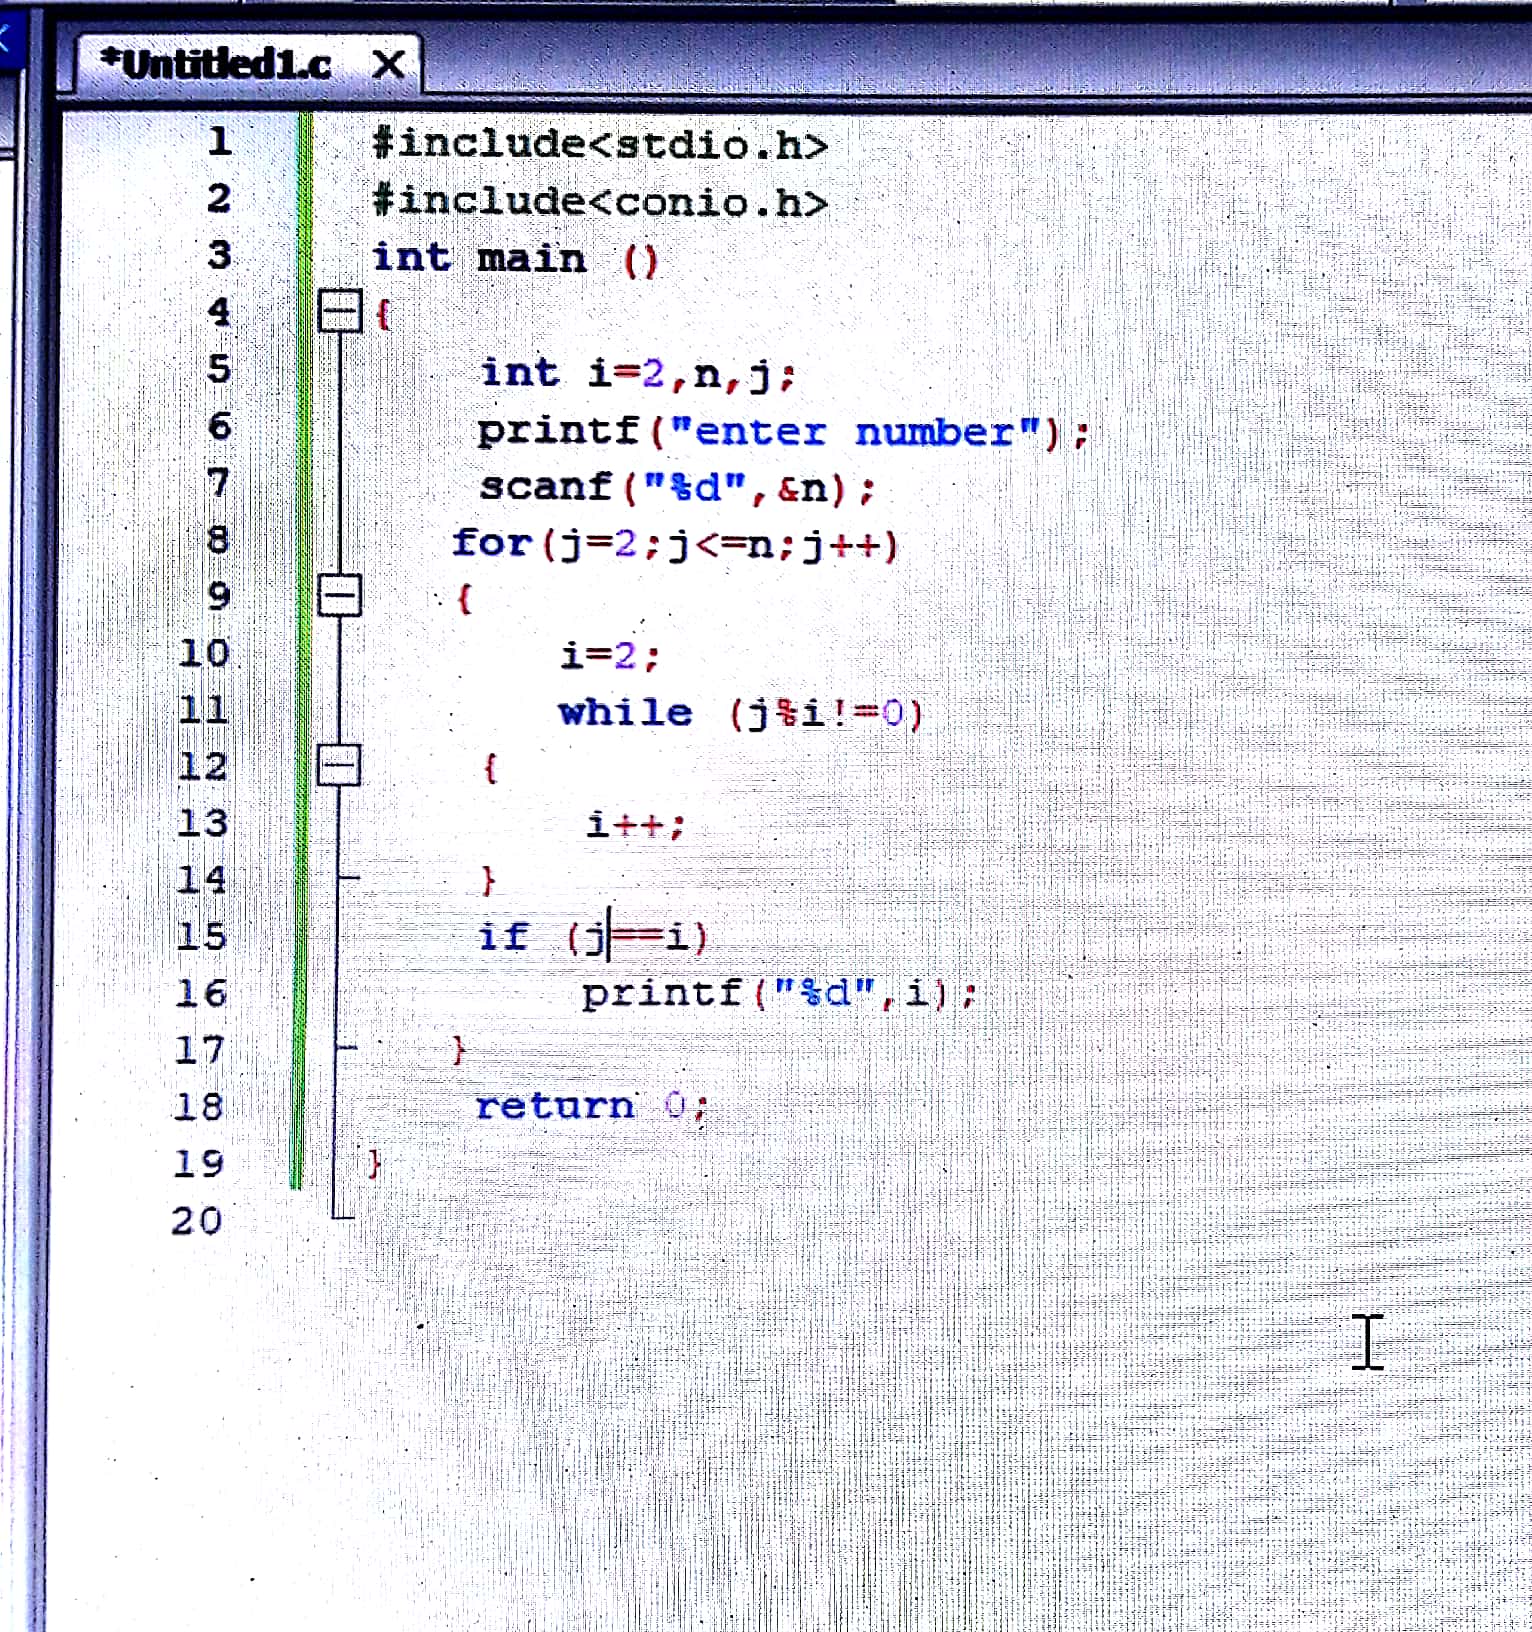 *Untitled1.c X
1 #include<stdio.h>
2 #include<conio.h>
3 int main ()
4 {
5 int i=2,n,j;
6 printf("enter number");
7 scanf("%d",&n);
8 for(j=2;j<=n;j++)
9 {
10 i=2;
11 while (j%i!=0)
12 {
13 i++;
14 }
15 if (j==i)
16 printf("%d",i);
17 }
18 return 0;
19 }
20